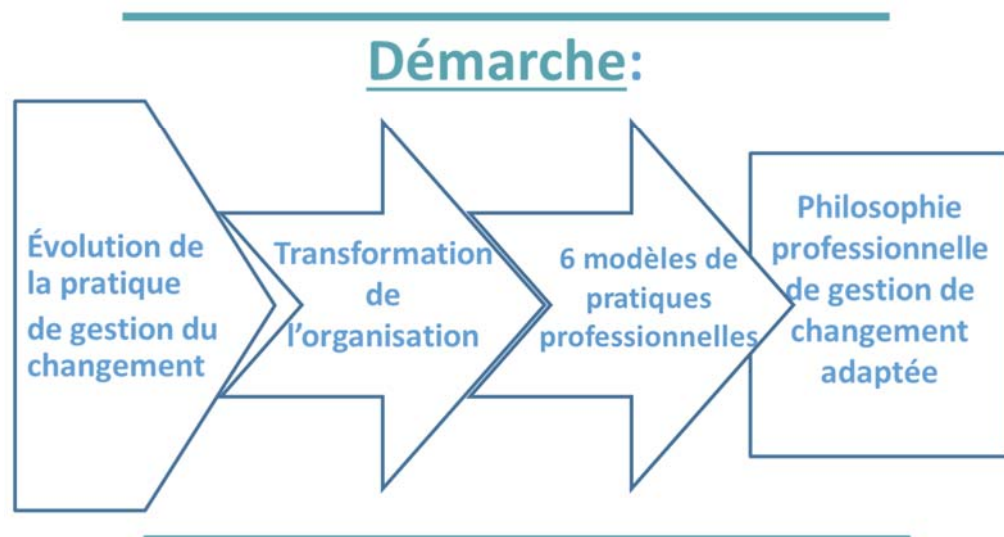 Démarche:
Évolution de
la pratique
de gestion du
changement
Transformation
de
l’organisation
6 modèles de
pratiques
professionnelles
Philosophie
professionnelle
de gestion de
changement
adaptée